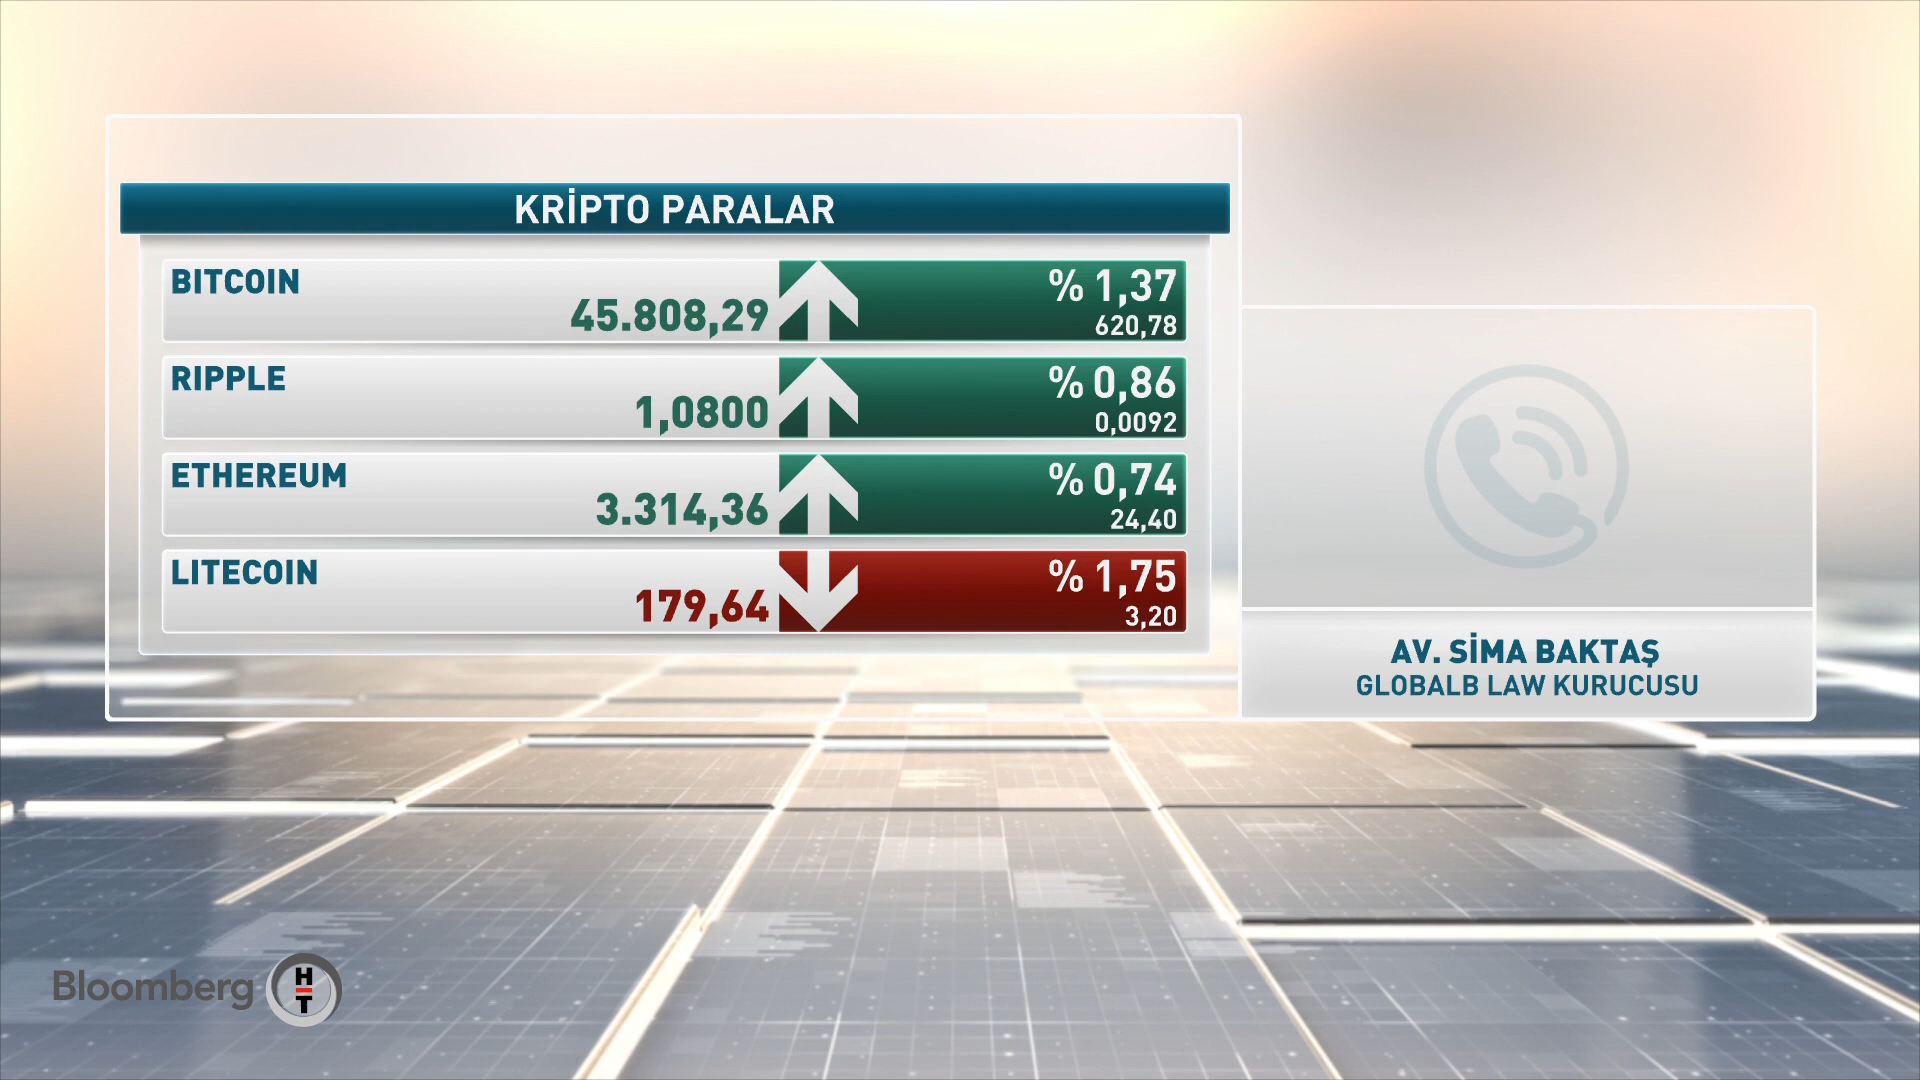 KRİPTO PARALAR
BITCOIN
45.808,29
% 1,37
620,78
RIPPLE
1,0800
% 0,86
0,0092
ETHEREUM
3.314,36
% 0,74
24,40
LITECOIN
179,64
% 1,75
3,20
AV. SİMA BAKTAŞ
GLOBALB LAW KURUCUSU
Bloomberg HT